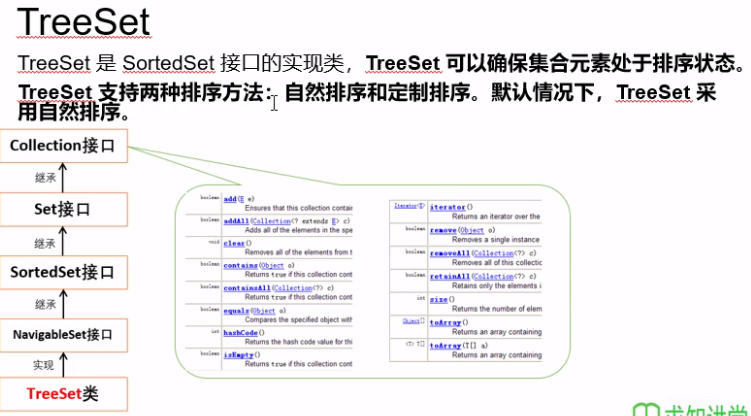 TreeSet
TreeSet 是 SortedSet 接口的实现类，TreeSet 可以确保集合元素处于排序状态。
TreeSet 支持两种排序方法：自然排序和定制排序。默认情况下，TreeSet 采
用自然排序。
Collection接口
继承
Set接口
继承
SortedSet接口
继承
NavigableSet接口
实现
TreeSet类
boolean add(E e)
Ensures that this collection contain
boolean addAll(Collection<? extends E> c)
Adds all of the elements in the spe
void clear()
Removes all of the elements from t
boolean contains(Object o)
Returns true if this collection cont
boolean containsAll(Collection<?> c)
Returns true if this collection cont
boolean equals(Object o)
Compares the specified object with
int hashCode()
Returns the hash code value for thi
boolean isEmpty()
Returns true if this collection cont
Iterator<E> iterator()
Returns an iterator over the
boolean remove(Object o)
Removes a single instance
boolean removeAll(Collection<?> c)
Removes all of this collectic
boolean retainAll(Collection<?> c)
Retains only the elements i
int size()
Returns the number of elem
Object[] toArray()
Returns an array containing
<T> T[] toArray(T[] a)
Returns an array containing
求知讲堂